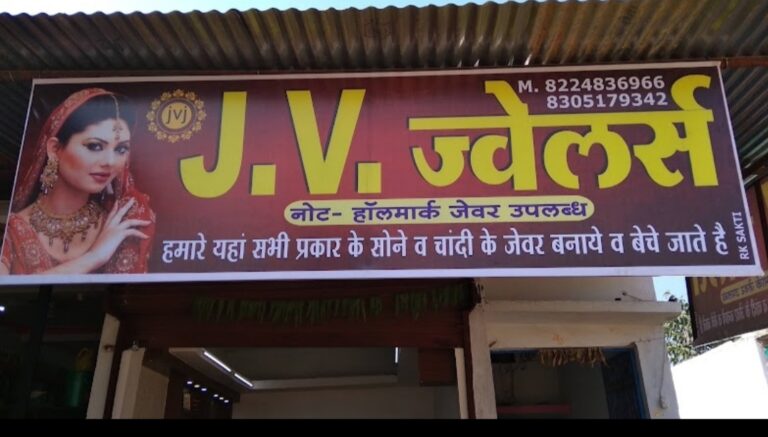 jvj
J.V. ज्वेलर्स
M. 8224836966
8305179342
नोट- हॉलमार्क जेवर उपलब्ध
हमारे यहां सभी प्रकार के सोने व चांदी के जेवर बनाये व बेचे जाते है
RK SAKTI